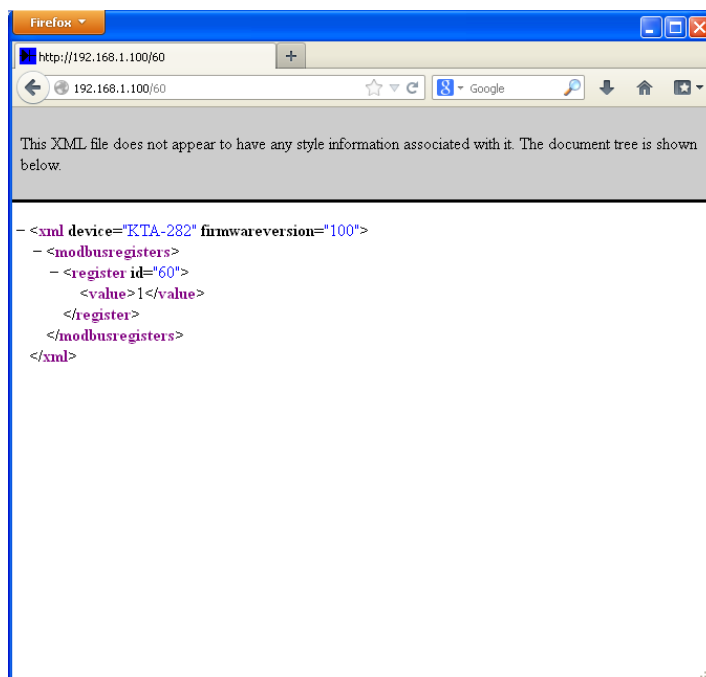 Firefox
http://192.168.1.100/60
192.168.1.100/60
Google
This XML file does not appear to have any style information associated with it. The document tree is shown
below.
− <xml device="KTA-282" firmwareversion="100">
− <modbusregisters>
− <register id="60">
<value>1</value>
</register>
</modbusregisters>
</xml>